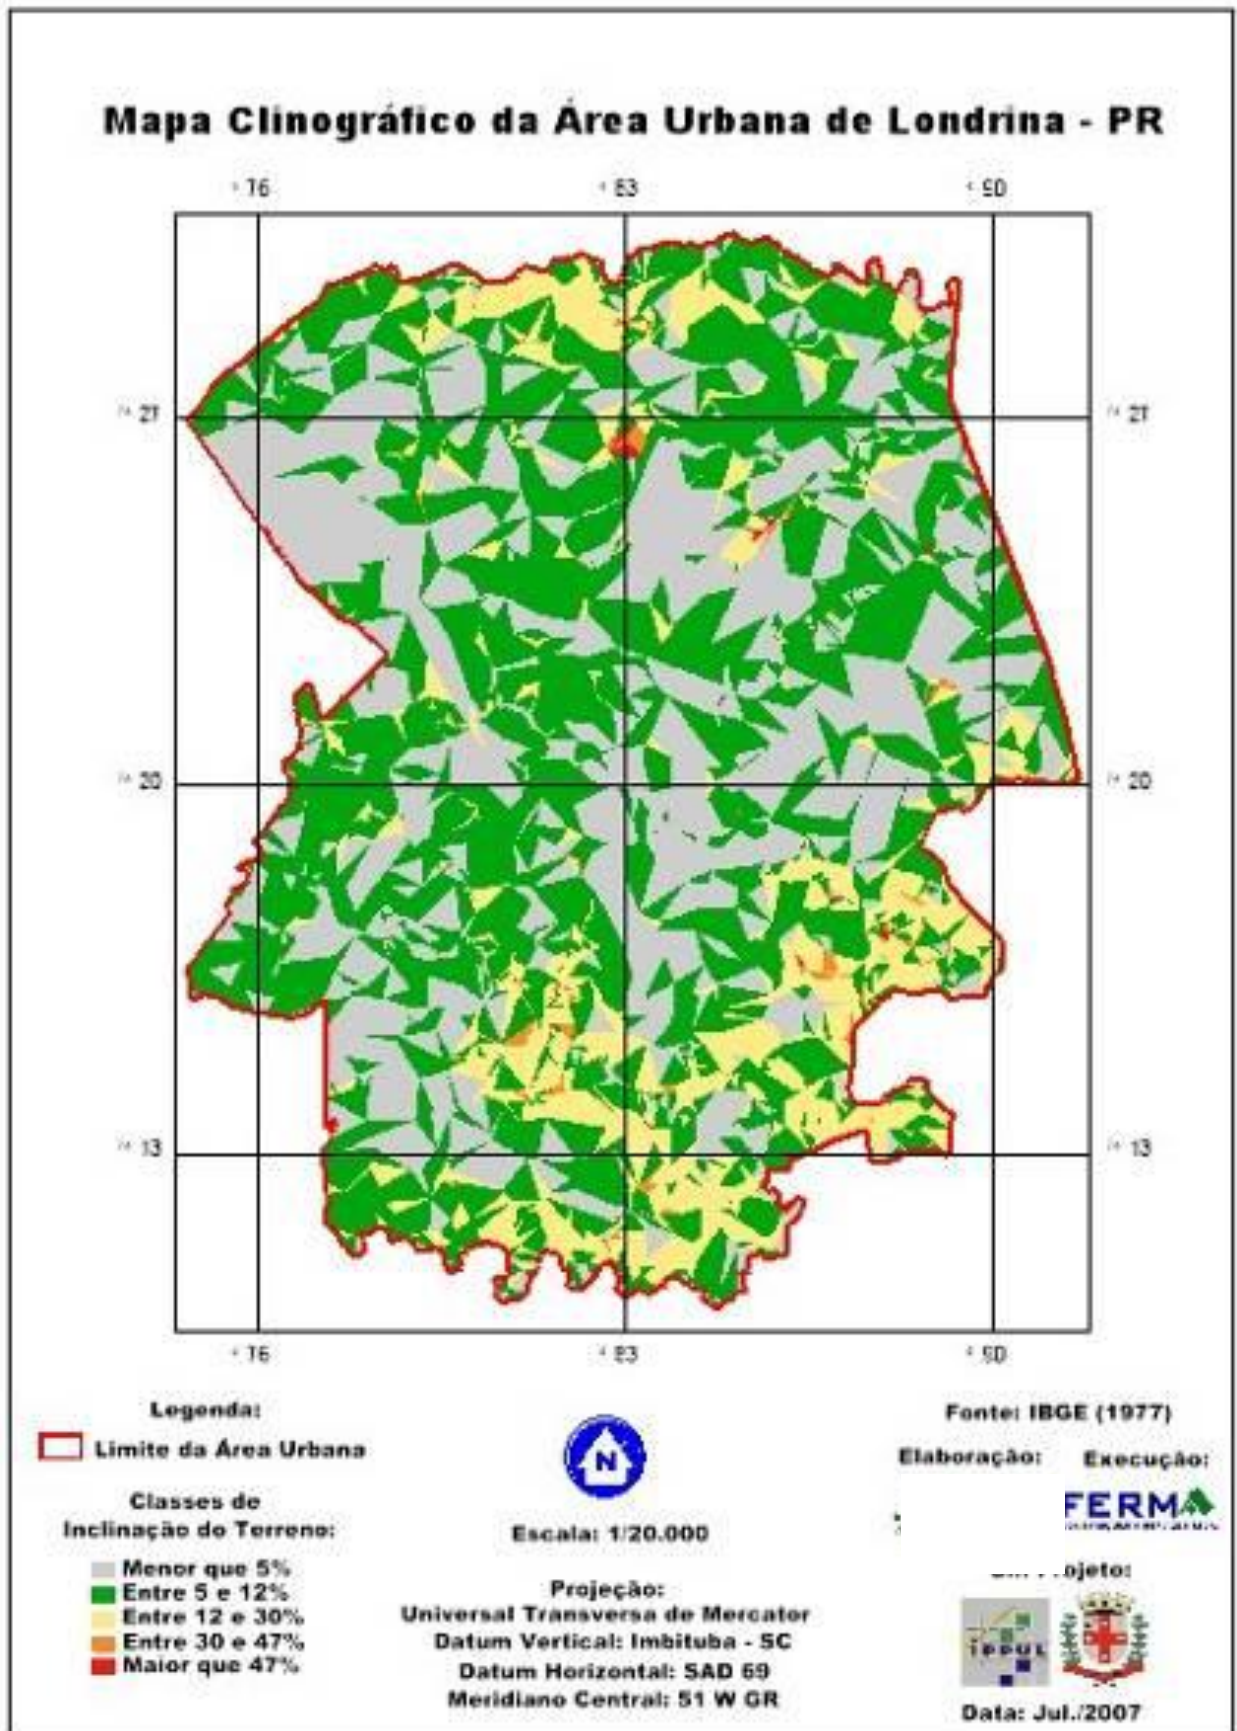 Mapa Clinográfico da Área Urbana de Londrina - PR
76 83 90
21 21
20 20
13 13
76 83 90
Legenda:
Limite da Área Urbana
Classes de
Inclinação do Terreno:
Menor que 5%
Entre 5 e 12%
Entre 12 e 30%
Entre 30 e 47%
Maior que 47%
N
Escala: 1/20.000
Projeção:
Universal Transversa de Mercator
Datum Vertical: Imbituba - SC
Datum Horizontal: SAD 69
Meridiano Central: 51 W GR
Fonte: IBGE (1977)
Elaboração: Execução:
FERMA
ojeto:
IPPUL
Data: Jul./2007